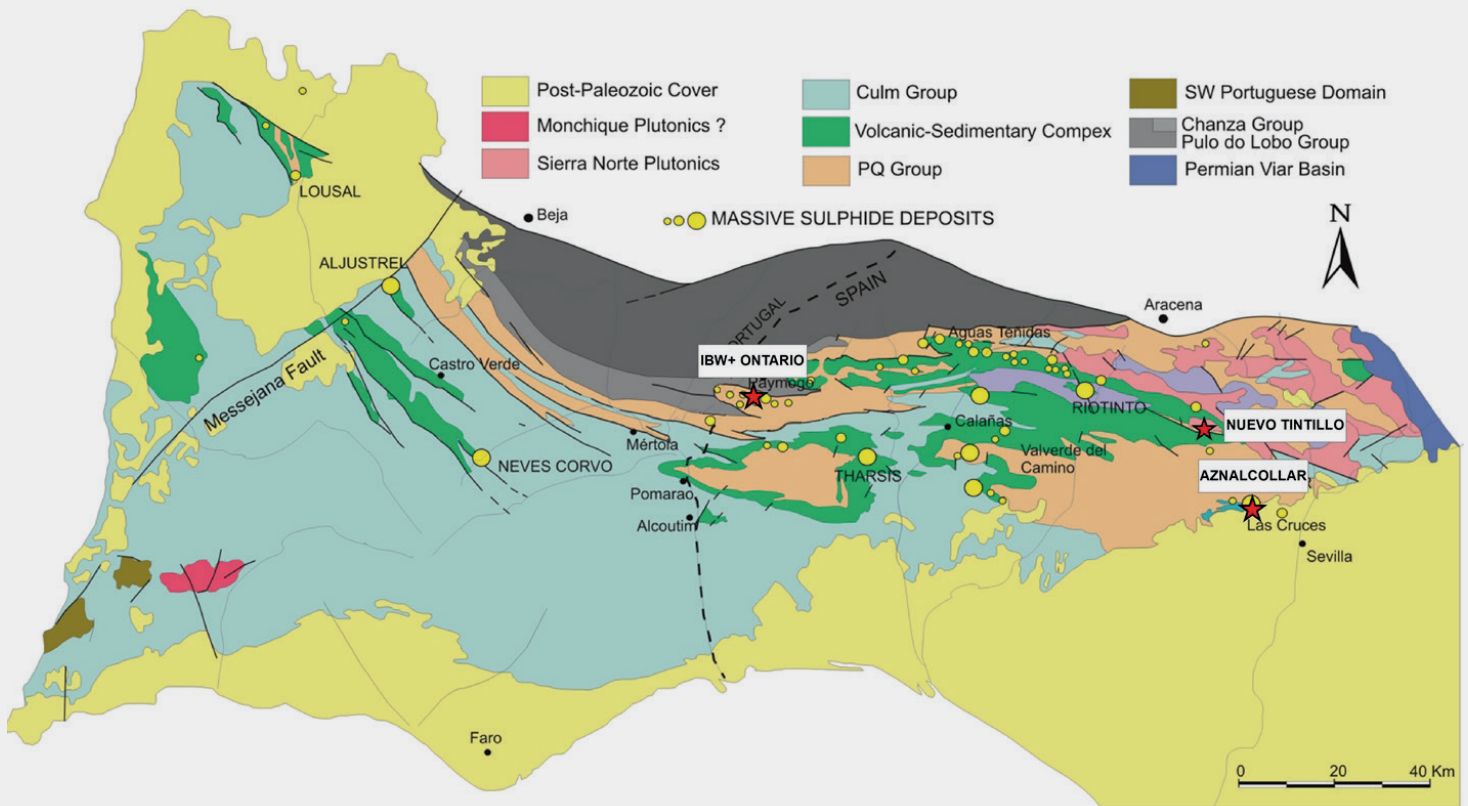 Post-Paleozoic Cover
Monchique Plutonics ?
Sierra Norte Plutonics
Culm Group
Volcanic-Sedimentary Compex
PQ Group
SW Portuguese Domain
Chanza Group
Pulo do Lobo Group
Permian Viar Basin
MASSIVE SULPHIDE DEPOSITS
N
LOUSAL
Beja
ALJUSTREL
SPAIN
Aracena
Aguas Teñidas
IBW+ ONTARIO
Castro Verde
Messejana Fault
RIOTINTO
NUEVO TINTILLO
Calañas
Mértola
Valverde del
Camino
NEVES CORVO
THARSIS
AZNALCOLLAR
Pomarao
Alcoutim
Las Cruces
Sevilla
Faro
0 20 40 Km